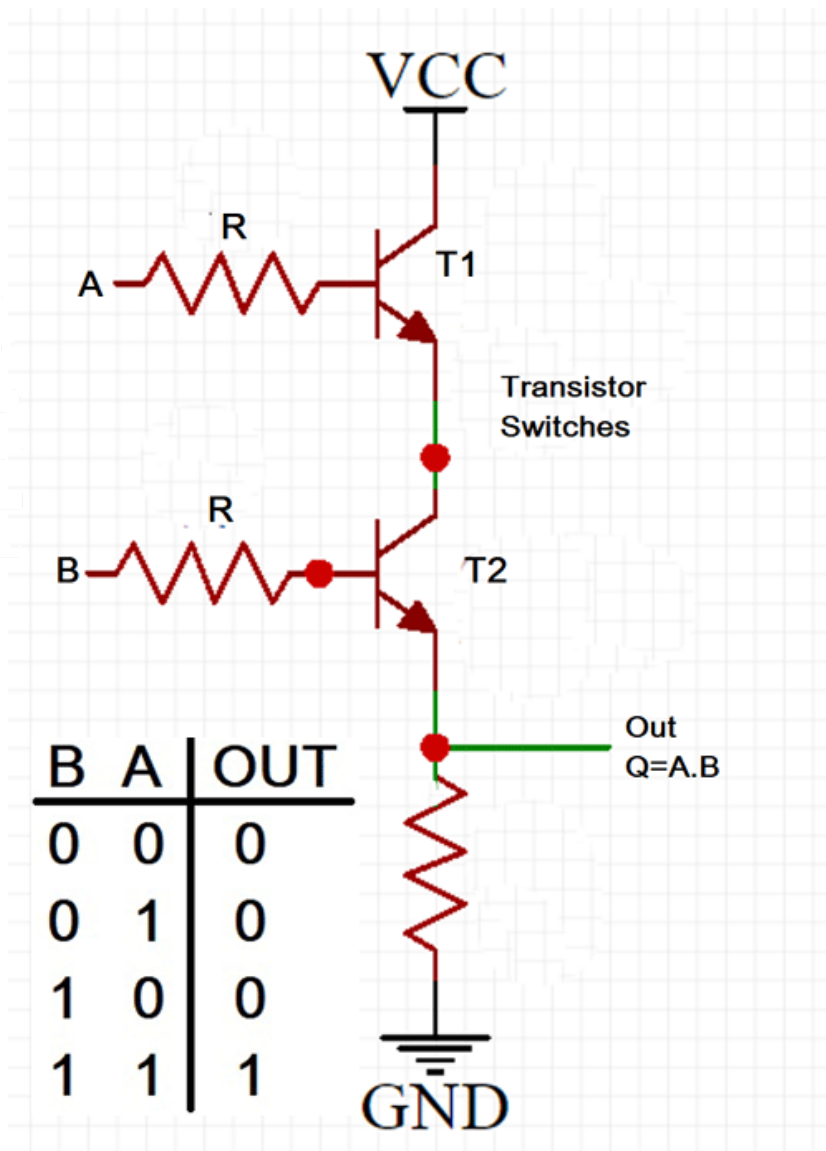 VCC
R
A
T1
Transistor
Switches
R
B
T2
Out
Q=A.B
B A OUT
0 0 0
0 1 0
1 0 0
1 1 1
GND